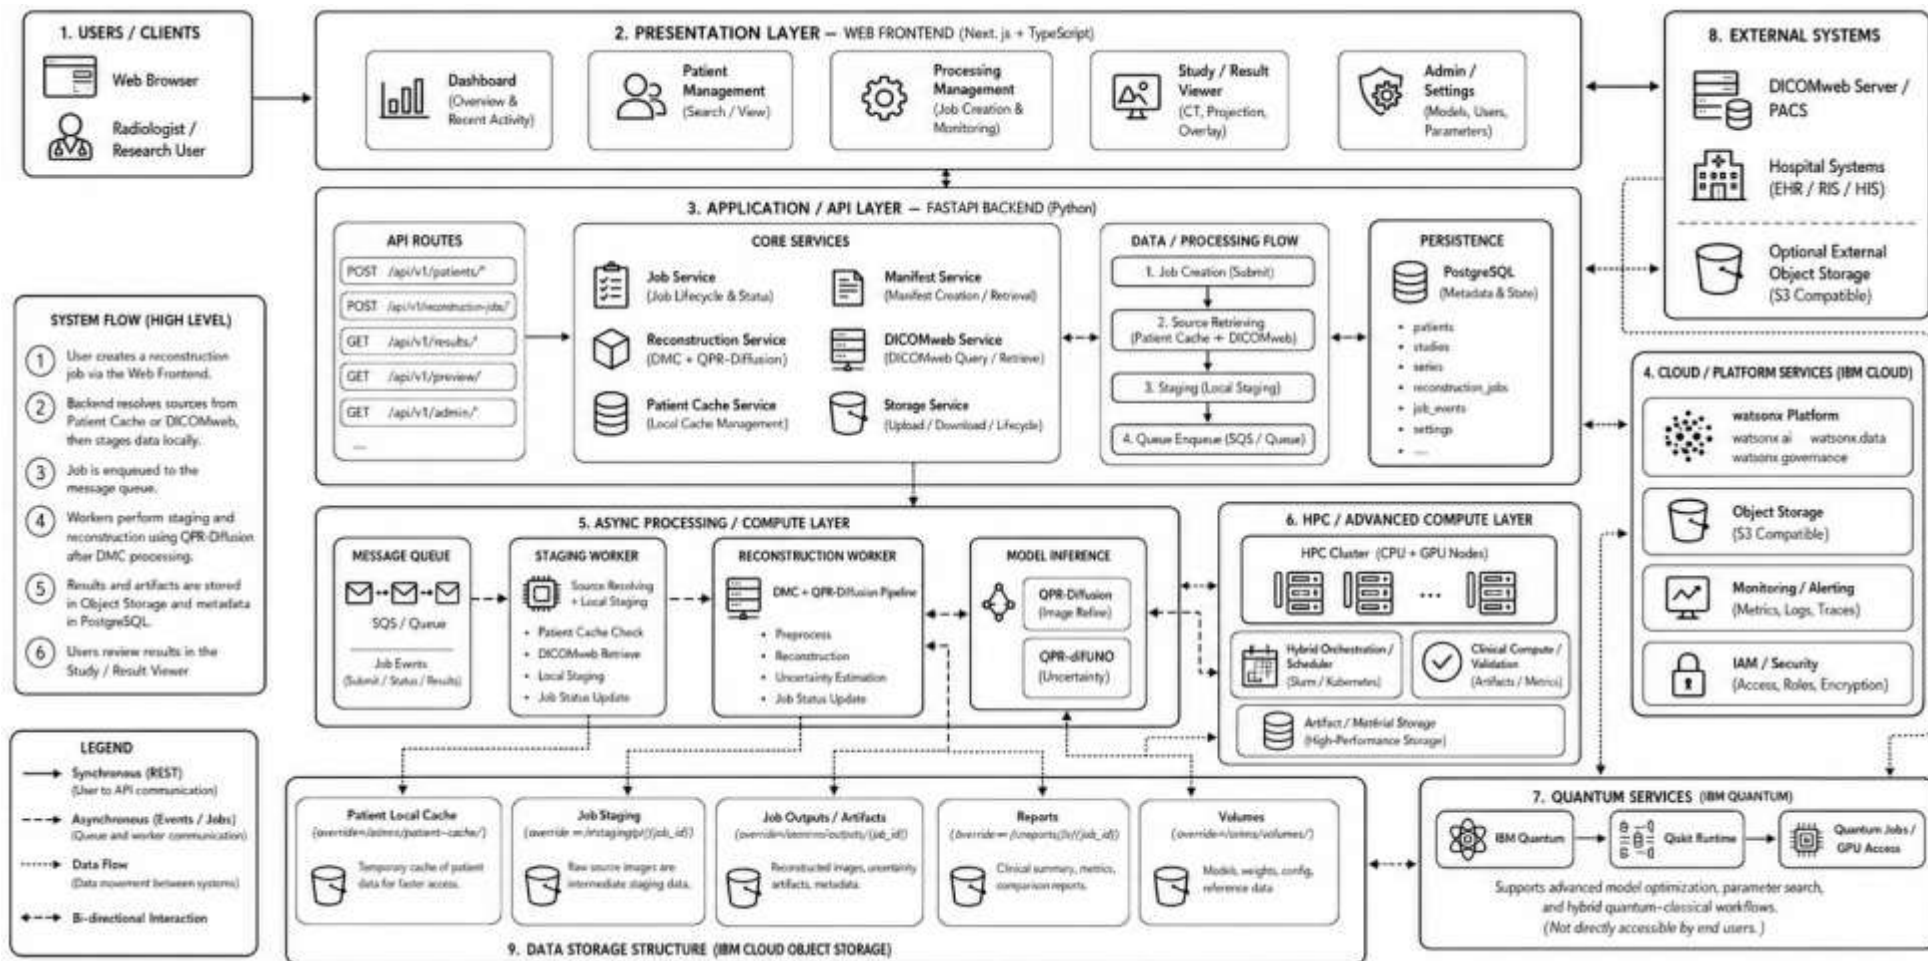 1. USERS / CLIENTS
Web Browser
Radiologist /
Research User
2. PRESENTATION LAYER — WEB FRONTEND (Next. js + TypeScript)
Dashboard
(Overview &
Recent Activity)
Patient
Management
(Search / View)
Processing
Management
(Job Creation &
Monitoring)
Study / Result
Viewer
(CT, Projection,
Overlay)
Admin /
Settings
(Models, Users,
Parameters)
8. EXTERNAL SYSTEMS
DICOMweb Server /
PACS
Hospital Systems
(EHR / RIS / HIS)
Optional External
Object Storage
(S3 Compatible)
3. APPLICATION / API LAYER — FASTAPI BACKEND (Python)
API ROUTES
POST /api/v1/patients/*
POST /api/v1/reconstruction-jobs/
GET /api/v1/results/*
GET /api/v1/preview/
GET /api/v1/admin/*
....
CORE SERVICES
Job Service
(Job Lifecycle & Status)
Manifest Service
(Manifest Creation / Retrieval)
Reconstruction Service
(DMC + QPR-Diffusion)
DICOMweb Service
(DICOMweb Query / Retrieve)
Patient Cache Service
(Local Cache Management)
Storage Service
(Upload / Download / Lifecycle)
DATA / PROCESSING FLOW
1. Job Creation (Submit)
2. Source Retrieving
(Patient Cache + DICOMweb)
3. Staging (Local Staging)
4. Queue Enqueue (SQS / Queue)
PERSISTENCE
PostgreSQL
(Metadata & State)
• patients
• studies
• series
• reconstruction_jobs
• job_events
• settings
• ....
SYSTEM FLOW (HIGH LEVEL)
1 User creates a reconstruction
job via the Web Frontend.
2 Backend resolves sources from
Patient Cache or DICOMweb,
then stages data locally.
3 Job is enqueued to the
message queue.
4 Workers perform staging and
reconstruction using QPR-Diffusion
after DMC processing.
5 Results and artifacts are stored
in Object Storage and metadata
in PostgreSQL.
6 Users review results in the
Study / Result Viewer
4. CLOUD / PLATFORM SERVICES (IBM CLOUD)
watsonx Platform
watsonx ai watsonx.data
watsonx governance
Object Storage
(S3 Compatible)
Monitoring / Alerting
(Metrics, Logs, Traces)
IAM / Security
(Access, Roles, Encryption)
5. ASYNC PROCESSING / COMPUTE LAYER
MESSAGE QUEUE
SQS / Queue
Job Events
(Submit / Status / Results)
STAGING WORKER
Source Resolving
+ Local Staging
• Patient Cache Check
• DICOMweb Retrieve
• Local Staging
• Job Status Update
RECONSTRUCTION WORKER
DMC + QPR-Diffusion Pipeline
• Preprocess
• Reconstruction
• Uncertainty Estimation
• Job Status Update
MODEL INFERENCE
QPR-Diffusion
(Image Refine)
QPR-difUNO
(Uncertainty)
6. HPC / ADVANCED COMPUTE LAYER
HPC Cluster (CPU + GPU Nodes)
...
Hybrid Orchestration /
Scheduler
(Slurm / Kubernetes)
Clinical Compute /
Validation
(Artifacts / Metrics)
Artifact / Material Storage
(High-Performance Storage)
LEGEND
Synchronous (REST)
(User to API communication)
Asynchronous (Events / Jobs)
(Queue and worker communication)
Data Flow
(Data movement between systems)
Bi-directional Interaction
Patient Local Cache
Temporary cache of patient
data for faster access.
Job Staging
Raw source images are
intermediate staging data.
Job Outputs / Artifacts
Reconstructed images, uncertainty
artifacts, metadata.
Reports
Clinical summary, metrics,
comparison reports.
Volumes
Models, weights, config,
reference data
9. DATA STORAGE STRUCTURE (IBM CLOUD OBJECT STORAGE)
7. QUANTUM SERVICES (IBM QUANTUM)
IBM Quantum
Qiskit Runtime
Quantum Jobs /
GPU Access
Supports advanced model optimization, parameter search,
and hybrid quantum-classical workflows.
(Not directly accessible by end users.)